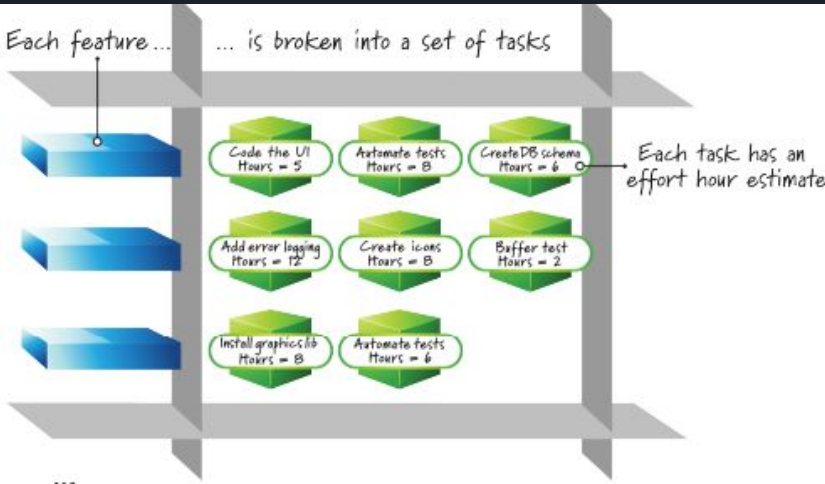 Each feature ...
... is broken into a set of tasks
Code the UI
Hours = 5
Automate tests
Hours = 8
Create DB schema
Hours = 6
Each task has an
effort hour estimate
Add error logging
Hours = 12
Create icons
Hours = 8
Buffer test
Hours = 2
Install graphics lib
Hours = 8
Automate tests
Hours = 6